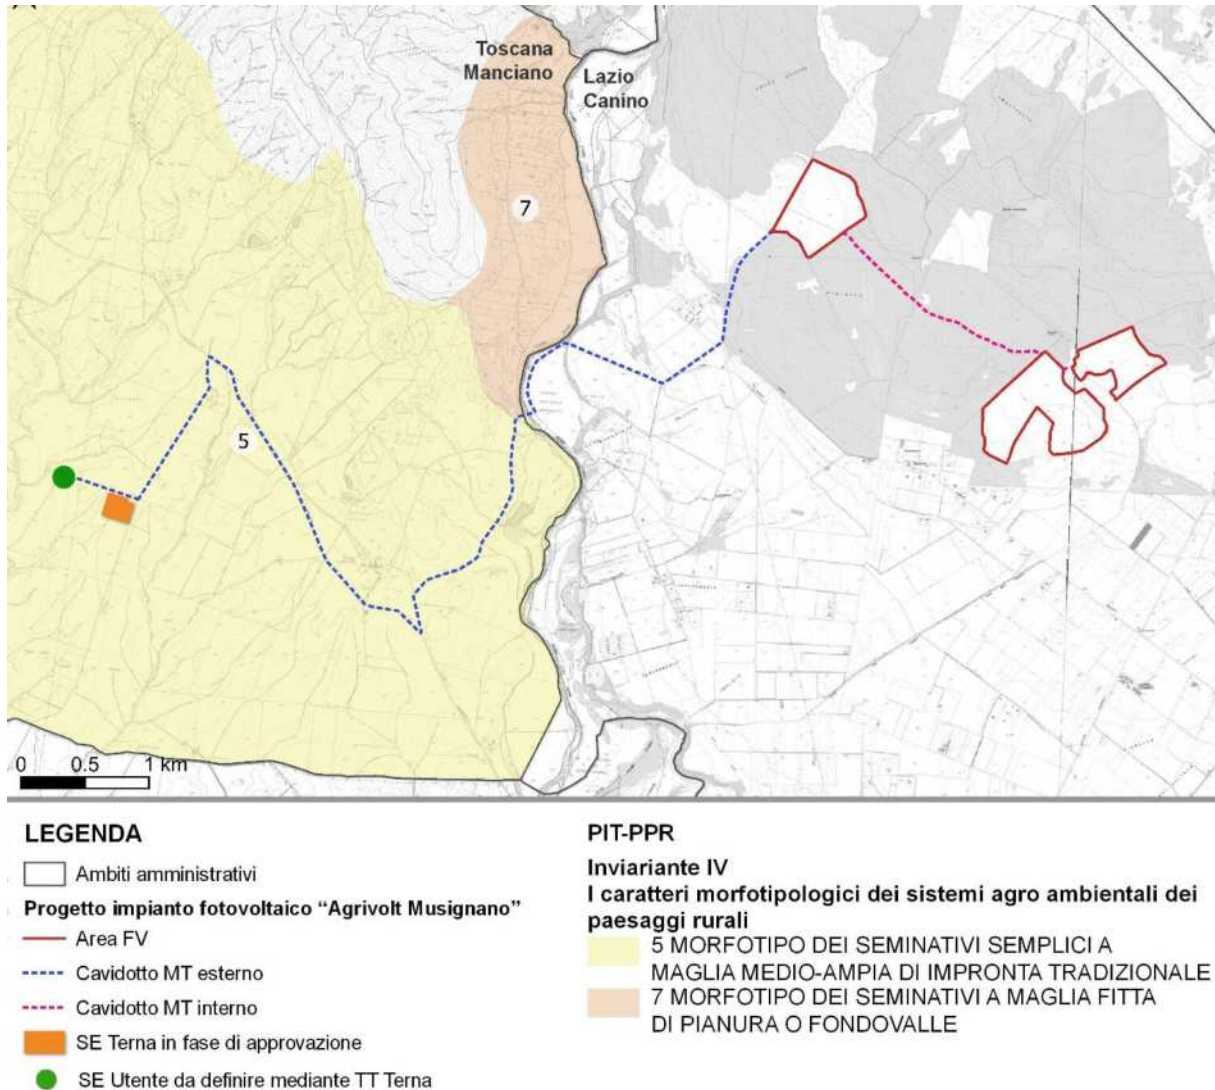 Toscana
Manciano
Lazio
Canino
7
5
0 0.5 1 km
LEGENDA
Ambiti amministrativi
Progetto impianto fotovoltaico “Agrivolt Musignano”
Area FV
Cavidotto MT esterno
Cavidotto MT interno
SE Terna in fase di approvazione
SE Utente da definire mediante TT Terna
PIT-PPR
Inviariante IV
I caratteri morfotipologici dei sistemi agro ambientali dei
paesaggi rurali
5 MORFOTIPO DEI SEMINATIVI SEMPLICI A
MAGLIA MEDIO-AMPIA DI IMPRONTA TRADIZIONALE
7 MORFOTIPO DEI SEMINATIVI A MAGLIA FITTA
DI PIANURA O FONDOVALLE